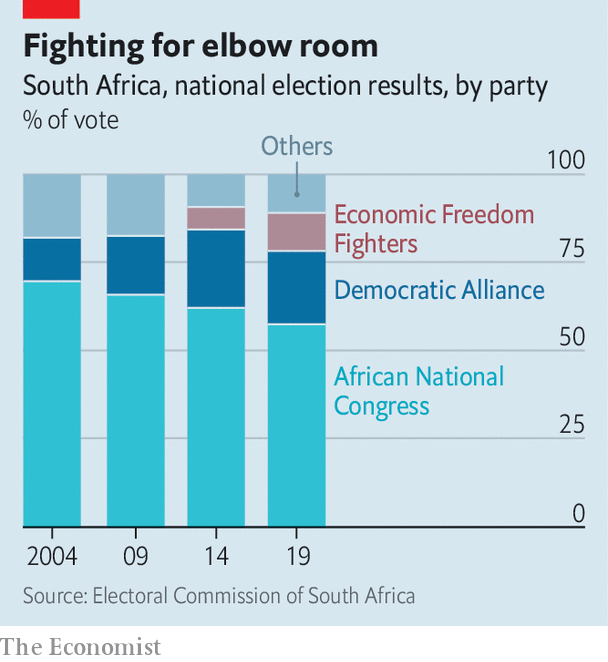 Fighting for elbow room
South Africa, national election results, by party
% of vote
Others
100
Economic Freedom
Fighters
75
Democratic Alliance
50
African National
Congress
25
0
2004 09 14 19
Source: Electoral Commission of South Africa
The Economist